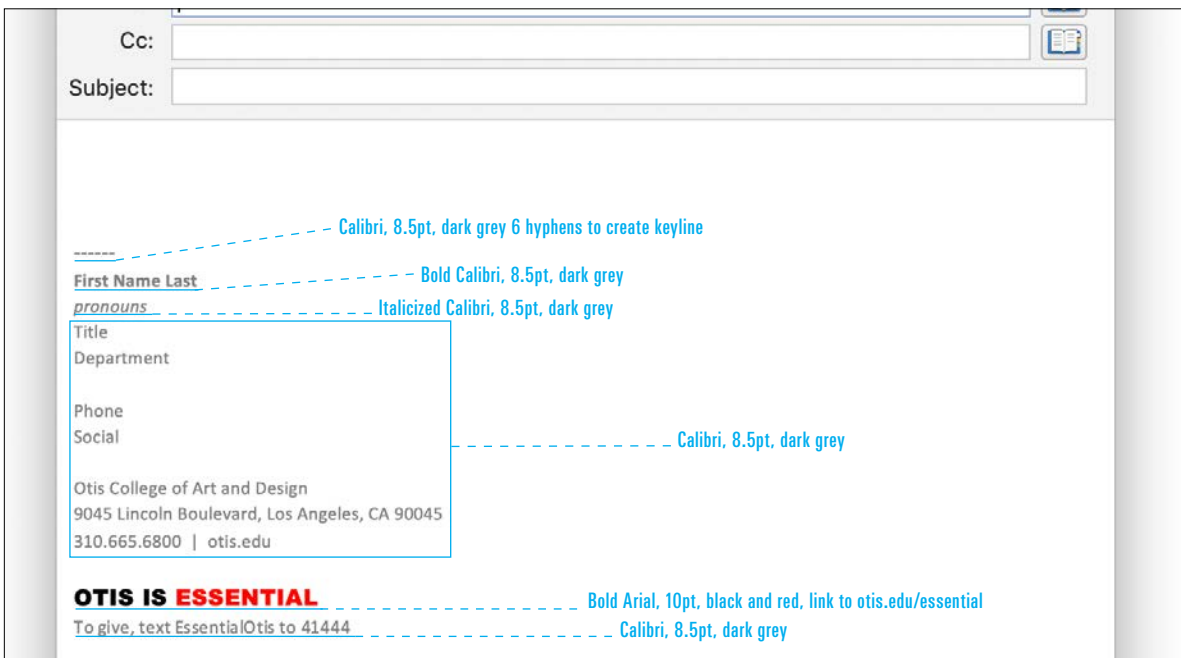 Cc:
Subject:
Calibri, 8.5pt, dark grey 6 hyphens to create keyline
------
Bold Calibri, 8.5pt, dark grey
First Name Last
Italicized Calibri, 8.5pt, dark grey
pronouns
Title
Department
Phone
Social
Calibri, 8.5pt, dark grey
Otis College of Art and Design
9045 Lincoln Boulevard, Los Angeles, CA 90045
310.665.6800 | otis.edu
OTIS IS ESSENTIAL
Bold Arial, 10pt, black and red, link to otis.edu/essential
To give, text EssentialOtis to 41444
Calibri, 8.5pt, dark grey